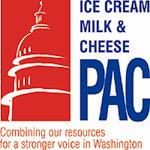 ICE CREAM
MILK &
CHEESE
PAC
Combining our resources
for a stronger voice in Washington